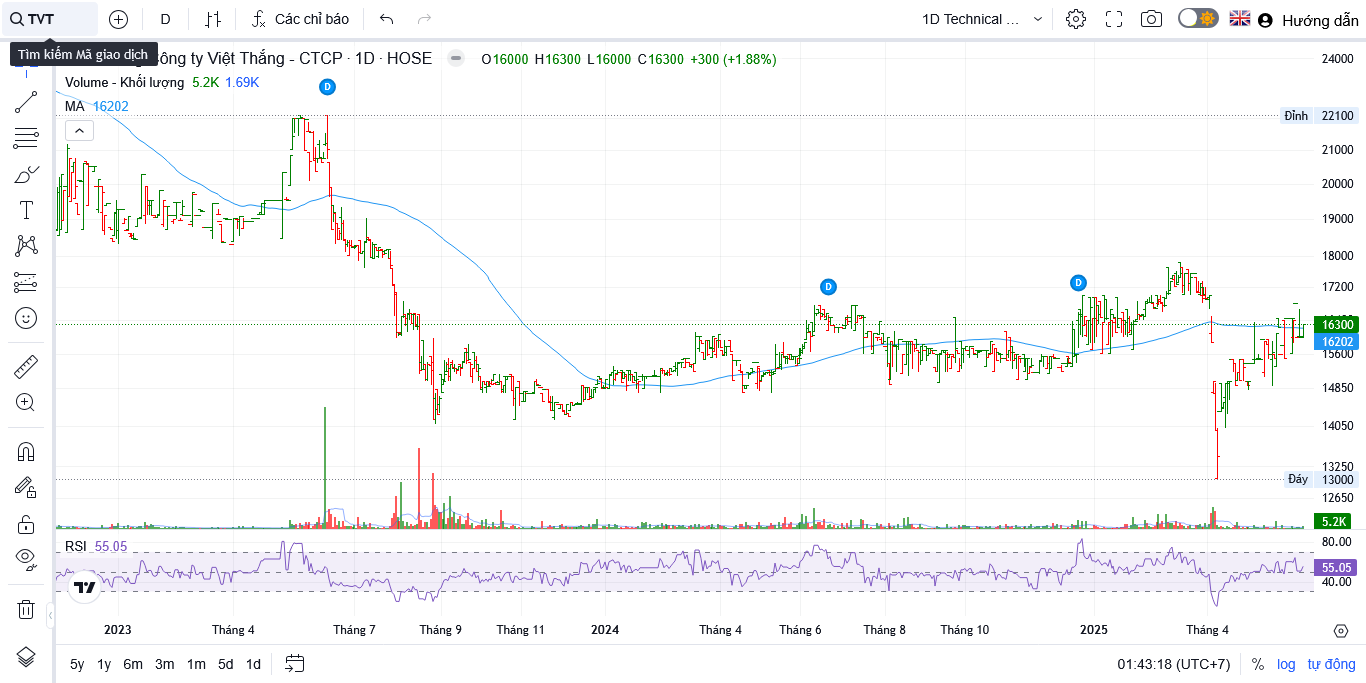 TVT
D
Các chỉ báo
1D Technical ...
Hướng dẫn
Tìm kiếm Mã giao dịch
Công ty Việt Thắng - CTCP · 1D · HOSE
O16000 H16300 L16000 C16300 +300 (+1.88%)
Volume - Khối lượng 5.2K 1.69K
MA 16202
D
D
D
24000
Đỉnh 22100
21000
20000
19000
18000
17200
16300
16202
15600
14850
14050
13250
Đáy 13000
12650
5.2K
RSI 55.05
80.00
55.05
40.00
2023 Tháng 4 Tháng 7 Tháng 9 Tháng 11 2024 Tháng 4 Tháng 6 Tháng 8 Tháng 10 2025 Tháng 4
5y 1y 6m 3m 1m 5d 1d
01:43:18 (UTC+7) % log tự động